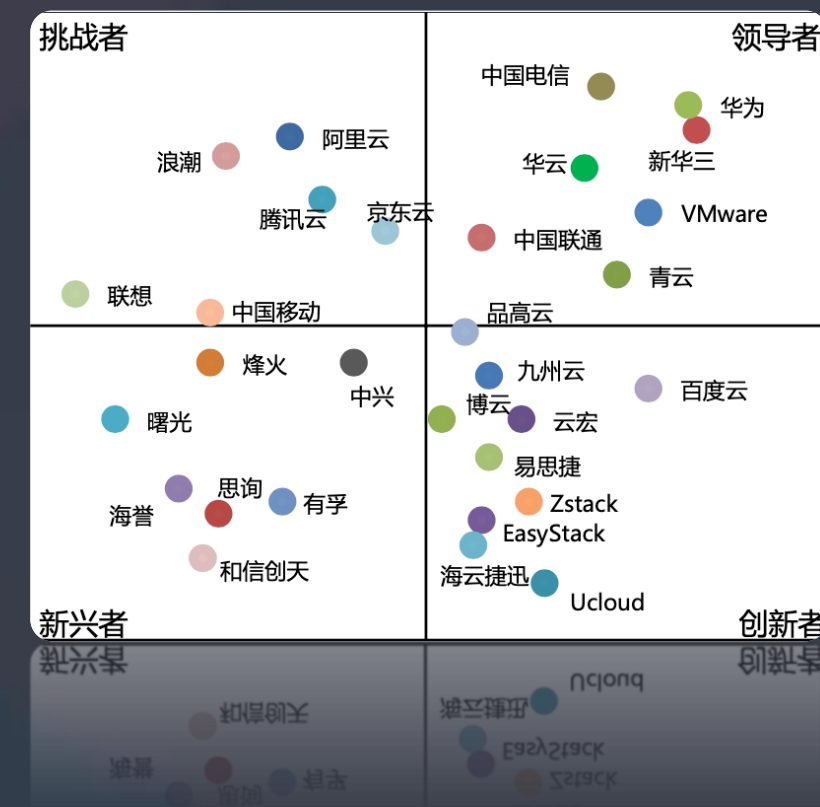 挑战者
领导者
中国电信
华为
阿里云
浪潮
华云
新华三
腾讯云
京东云
VMware
中国联通
青云
联想
中国移动
品高云
烽火
九州云
中兴
百度云
博云
曙光
云宏
易思捷
思询
海誉
有孚
Zstack
EasyStack
和信创天
海云捷迅
Ucloud
新兴者
创新者